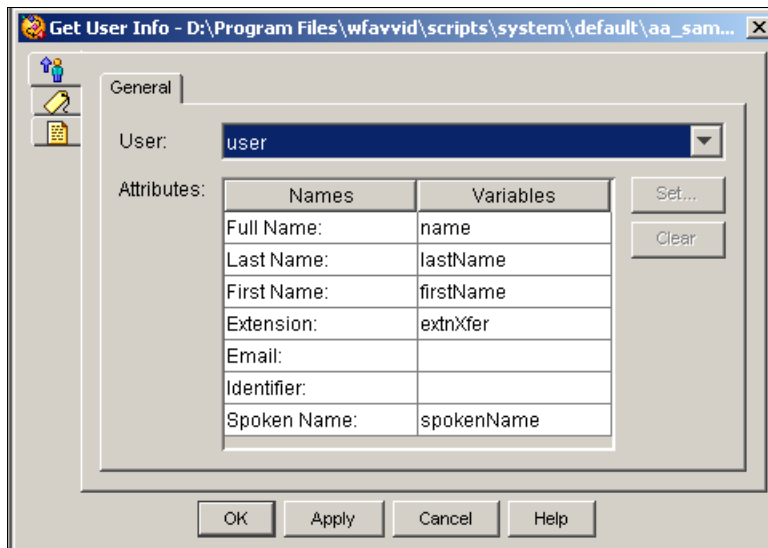 Get User Info - D:\Program Files\wfavvid\scripts\system\default\aa_sam...
General
User: user
Attributes: Names Variables Set...
Full Name: name Clear
Last Name: lastName
First Name: firstName
Extension: extnXfer
Email:
Identifier:
Spoken Name: spokenName
OK Apply Cancel Help